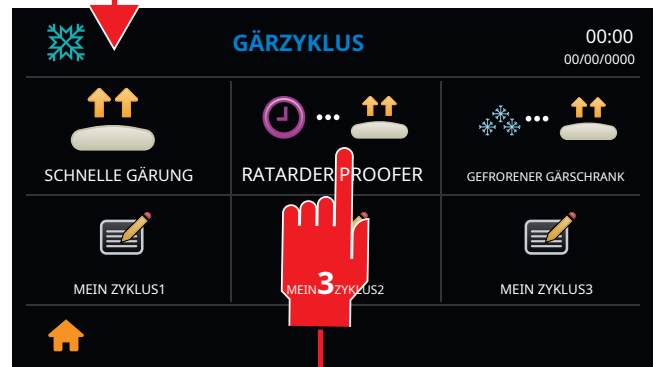 GÄRZYKLUS
00:00
00/00/0000
SCHNELLE GÄRUNG
RATARDER PROOFER
GEFRORENER GÄRSCHRANK
MEIN ZYKLUS1
MEIN ZYKLUS2
MEIN ZYKLUS3
3